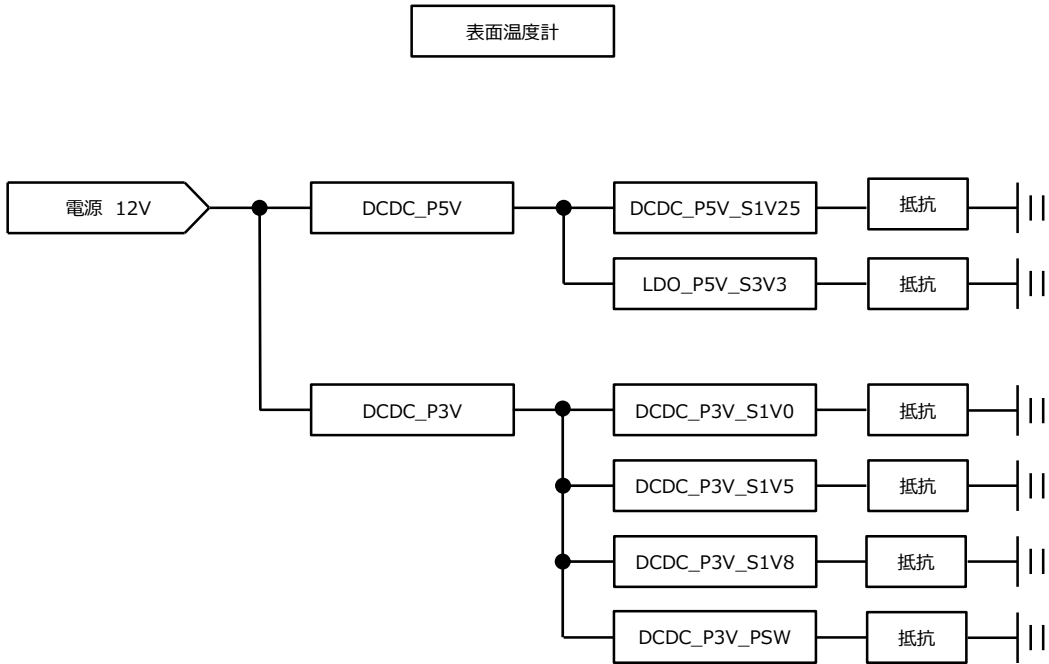 表面温度計
電源 12V
DCDC_P5V
DCDC_P5V_S1V25
抵抗
LDO_P5V_S3V3
抵抗
DCDC_P3V
DCDC_P3V_S1V0
抵抗
DCDC_P3V_S1V5
抵抗
DCDC_P3V_S1V8
抵抗
DCDC_P3V_PSW
抵抗